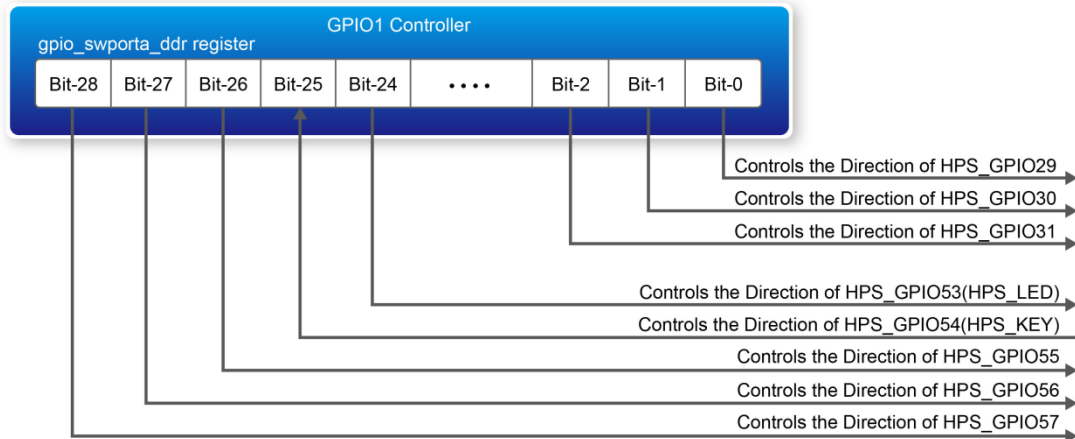 GPIO1 Controller
gpio_swporta_ddr register
Bit-28 Bit-27 Bit-26 Bit-25 Bit-24 •••• Bit-2 Bit-1 Bit-0
Controls the Direction of HPS_GPIO29
Controls the Direction of HPS_GPIO30
Controls the Direction of HPS_GPIO31
Controls the Direction of HPS_GPIO53(HPS_LED)
Controls the Direction of HPS_GPIO54(HPS_KEY)
Controls the Direction of HPS_GPIO55
Controls the Direction of HPS_GPIO56
Controls the Direction of HPS_GPIO57